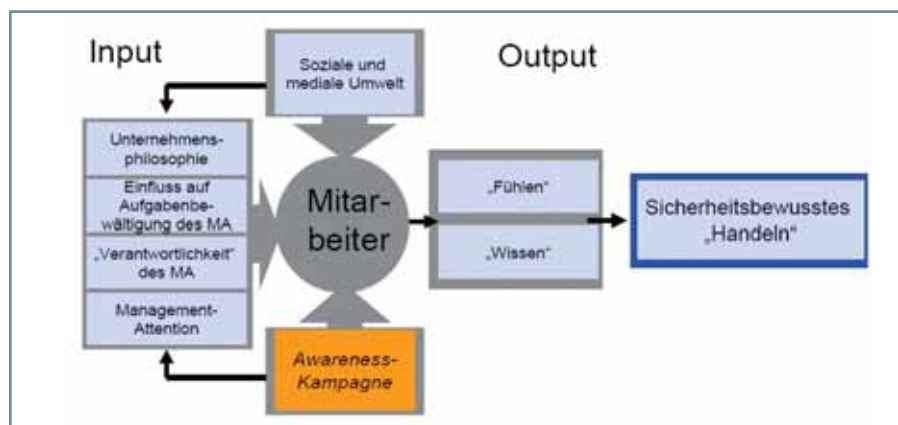 Input
Soziale und
mediale Umwelt
Output
Unternehmens-
philosophie
Einfluss auf
Aufgabenbe-
wältigung des MA
„Verantwortlichkeit“
des MA
Management-
Attention
Mitar-
beiter
„Fühlen“
„Wissen“
Sicherheitsbewusstes
„Handeln“
Awareness-
Kampagne